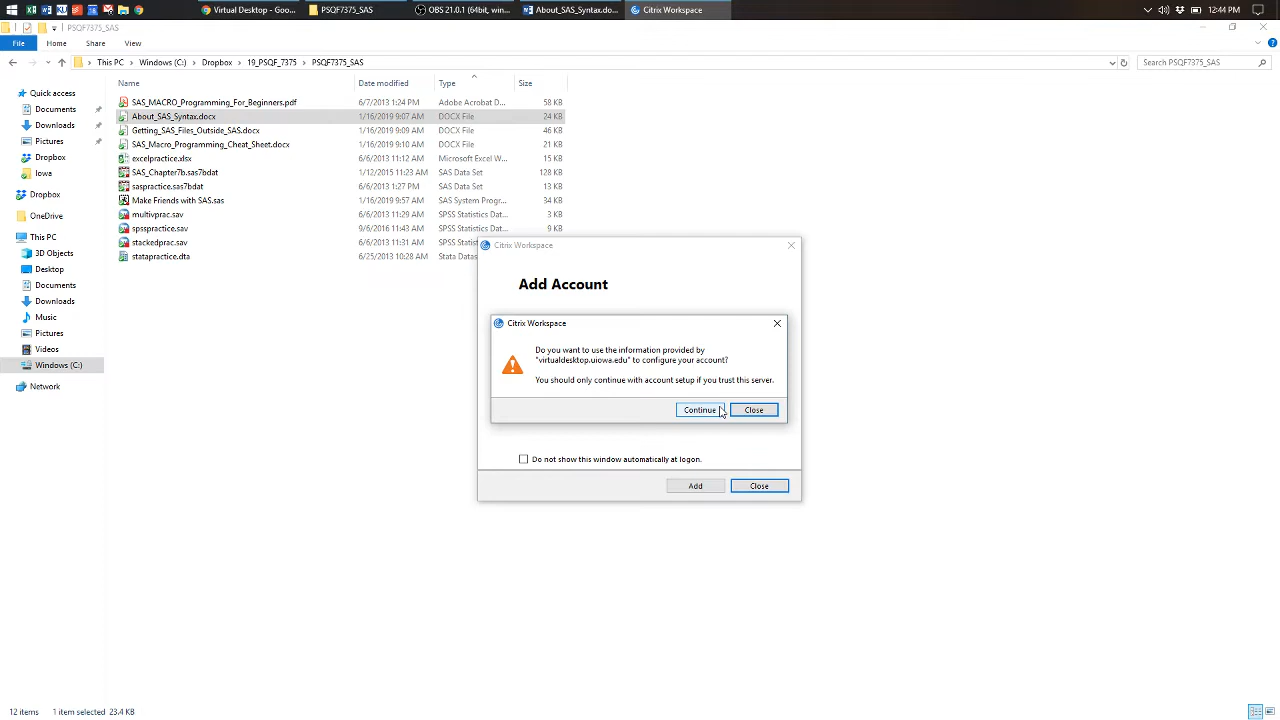 Virtual Desktop - Goo...
PSQF7375_SAS
OBS 21.0.1 (64bit, win...
About_SAS_Syntax.do...
Citrix Workspace
12:44 PM
PSQF7375_SAS
File
Home
Share
View
This PC
Windows (C:)
Dropbox
19_PSQF_7375
PSQF7375_SAS
Search PSQF7375_SAS
Name
Date modified
Type
Size
SAS_MACRO_Programming_For_Beginners.pdf 6/7/2013 1:24 PM Adobe Acrobat D... 58 KB
About_SAS_Syntax.docx 1/16/2019 9:07 AM DOCX File 24 KB
Getting_SAS_Files_Outside_SAS.docx 1/16/2019 9:09 AM DOCX File 46 KB
SAS_Macro_Programming_Cheat_Sheet.docx 1/16/2019 9:10 AM DOCX File 21 KB
excelpractice.xlsx 6/6/2013 11:12 AM Microsoft Excel W... 15 KB
SAS_Chapter7b.sas7bdat 1/12/2015 11:23 AM SAS Data Set 128 KB
saspractice.sas7bdat 6/6/2013 1:27 PM SAS Data Set 13 KB
Make Friends with SAS.sas 1/16/2019 9:57 AM SAS System Progr... 34 KB
multivprac.sav 6/6/2013 11:29 AM SPSS Statistics Dat... 3 KB
spsspractice.sav 9/6/2016 11:43 AM SPSS Statistics Dat... 9 KB
stackedprac.sav 6/6/2013 11:31 AM SPSS Statisti
statapractice.dta 6/25/2013 10:28 AM Stata Datas
Quick access
Documents
Downloads
Pictures
Dropbox
Iowa
Dropbox
OneDrive
This PC
3D Objects
Desktop
Documents
Downloads
Music
Pictures
Videos
Windows (C:)
Network
Citrix Workspace
Add Account
Citrix Workspace
Do you want to use the information provided by
"virtualdesktop.uiowa.edu" to configure your account?
You should only continue with account setup if you trust this server.
Continue
Close
Do not show this window automatically at logon.
Add
Close
12 items
1 item selected 23.4 KB